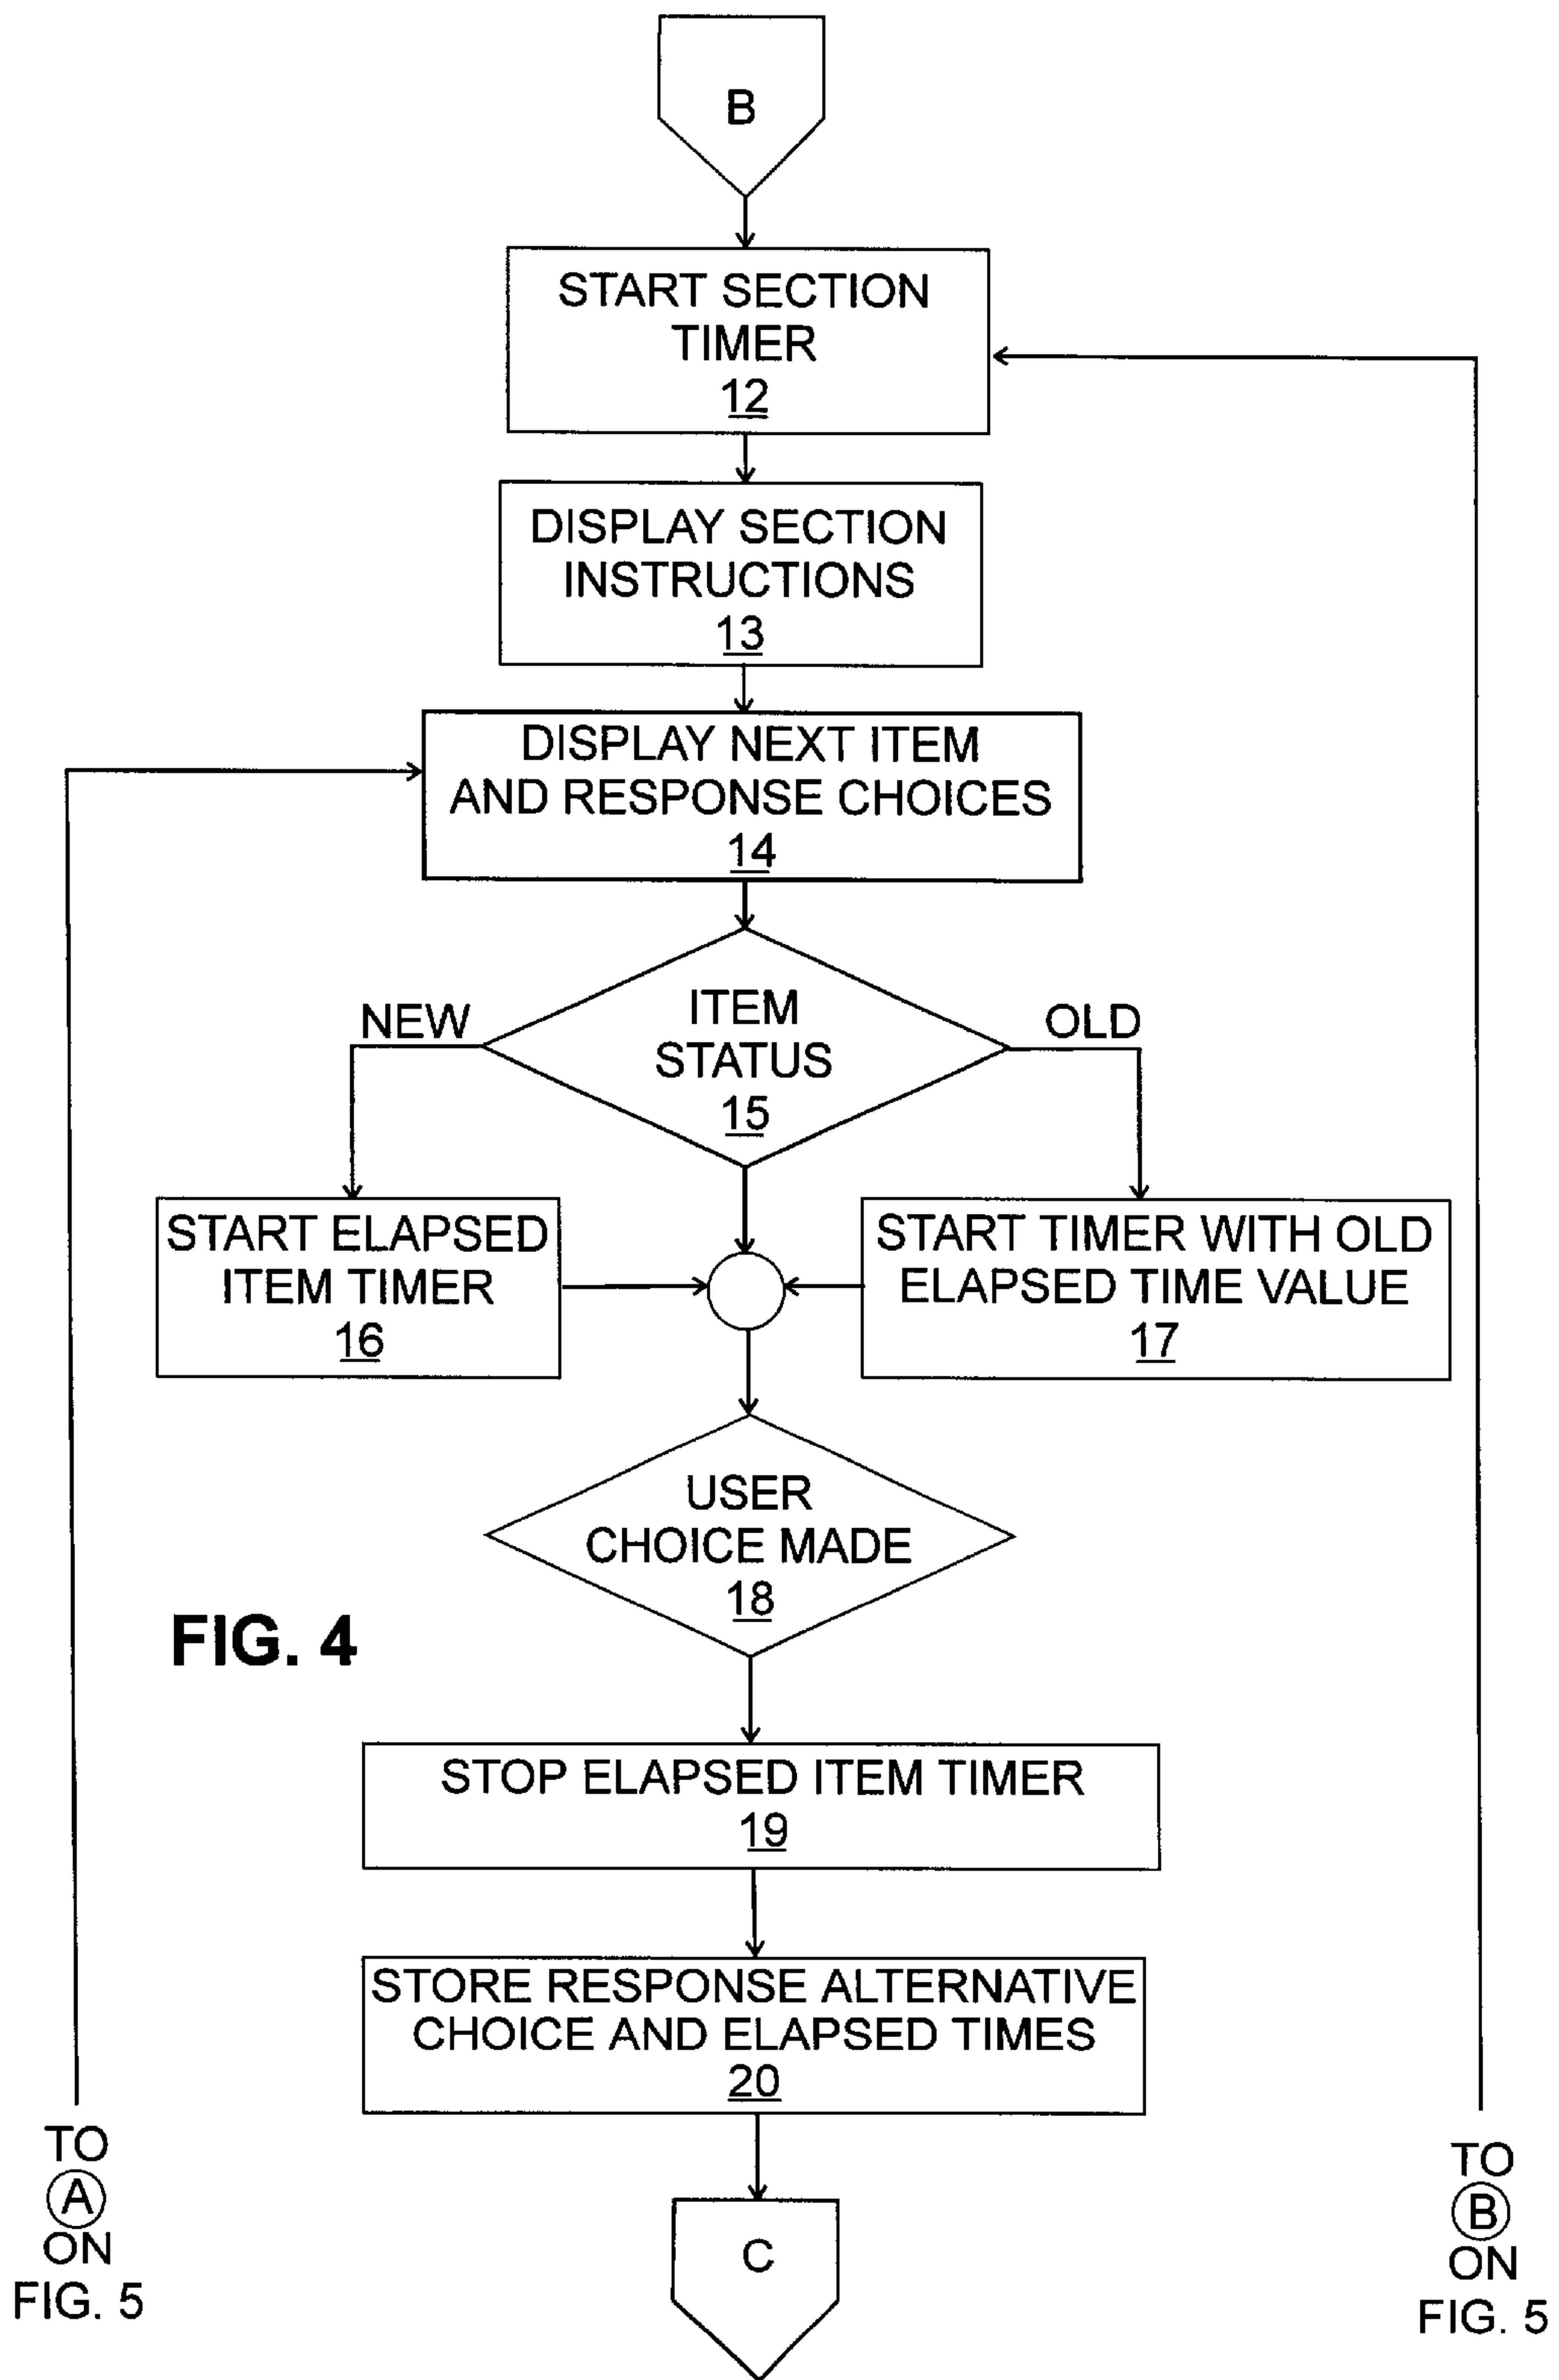 B
START SECTION
TIMER
12
DISPLAY SECTION
INSTRUCTIONS
13
DISPLAY NEXT ITEM
AND RESPONSE CHOICES
14
NEW
ITEM
STATUS
15
OLD
START ELAPSED
ITEM TIMER
16
START TIMER WITH OLD
ELAPSED TIME VALUE
17
USER
CHOICE MADE
18
FIG. 4
STOP ELAPSED ITEM TIMER
19
STORE RESPONSE ALTERNATIVE
CHOICE AND ELAPSED TIMES
20
TO
A
ON
FIG. 5
C
TO
B
ON
FIG. 5